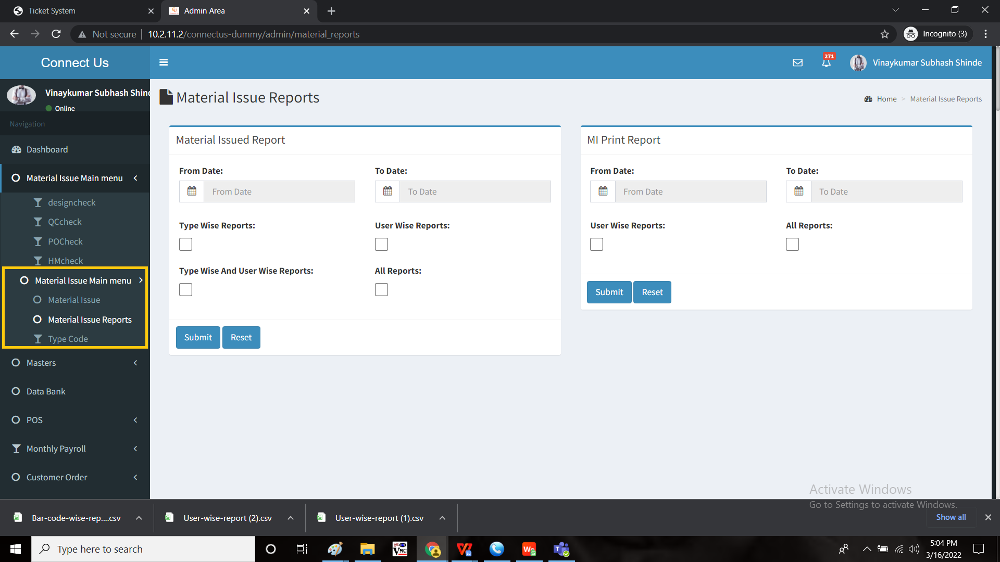 Ticket System
Admin Area
Not secure
10.2.11.2/connectus-dummy/admin/material_reports
Incognito (3)
Connect Us
271
Vinaykumar Subhash Shinde
Vinaykumar Subhash Shind
Online
Navigation
Dashboard
Material Issue Main menu
designcheck
QCcheck
POCheck
HMcheck
Material Issue Main menu
Material Issue
Material Issue Reports
Type Code
Masters
Data Bank
POS
Monthly Payroll
Customer Order
Material Issue Reports
Home > Material Issue Reports
Material Issued Report
From Date:
To Date:
From Date
To Date
Type Wise Reports:
User Wise Reports:
Type Wise And User Wise Reports:
All Reports:
Submit
Reset
MI Print Report
From Date:
To Date:
From Date
To Date
User Wise Reports:
All Reports:
Submit
Reset
Activate Windows
Go to Settings to activate Windows.
Bar-code-wise-rep....csv
User-wise-report (2).csv
User-wise-report (1).csv
Show all
Type here to search
VNC
5:04 PM
3/16/2022